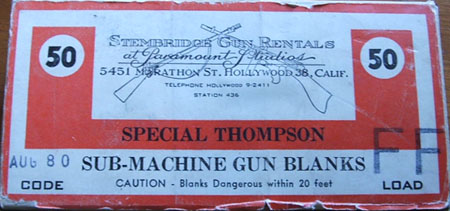 50
50
STEMBRIDGE GUN RENTALS
at Paramount Studios
5451 MARATHON ST. HOLLYWOOD 38, CALIF.
TELEPHONE HOLLYWOOD 9-2411
STATION 436
SPECIAL THOMPSON
SUB-MACHINE GUN BLANKS
AUG 80
FF
CODE
CAUTION - Blanks Dangerous within 20 feet
LOAD